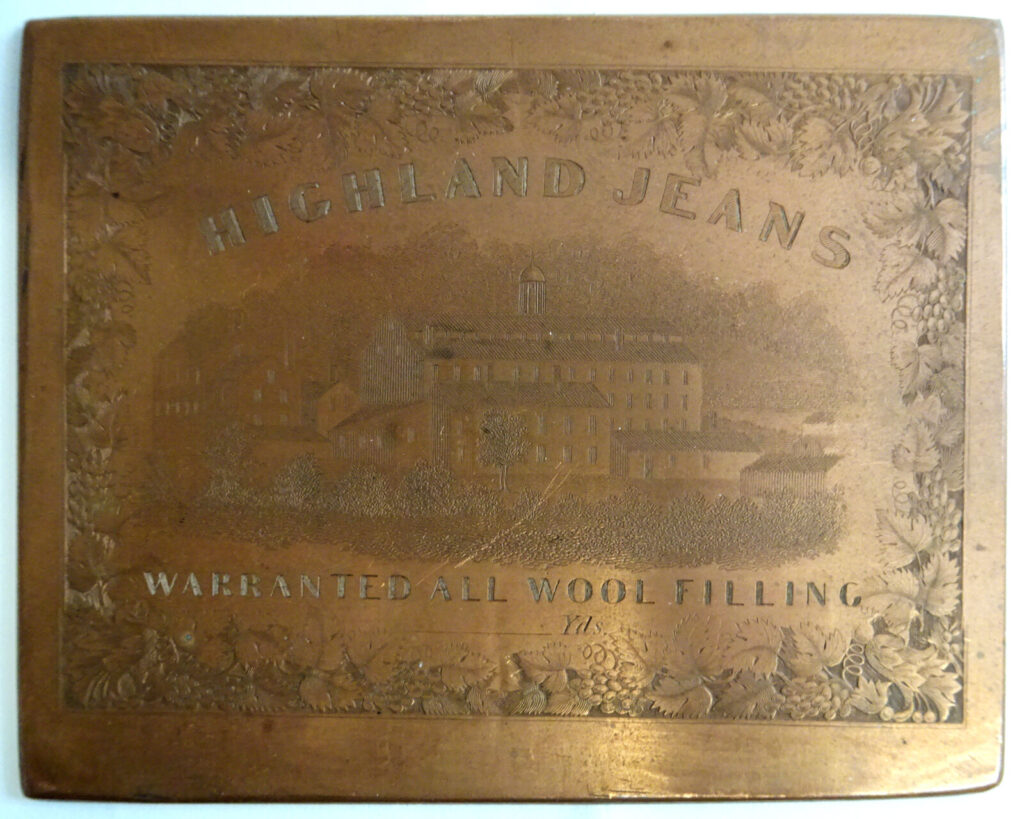 HIGHLAND JEANS
WARRANTED ALL WOOL FILLING
Yds.